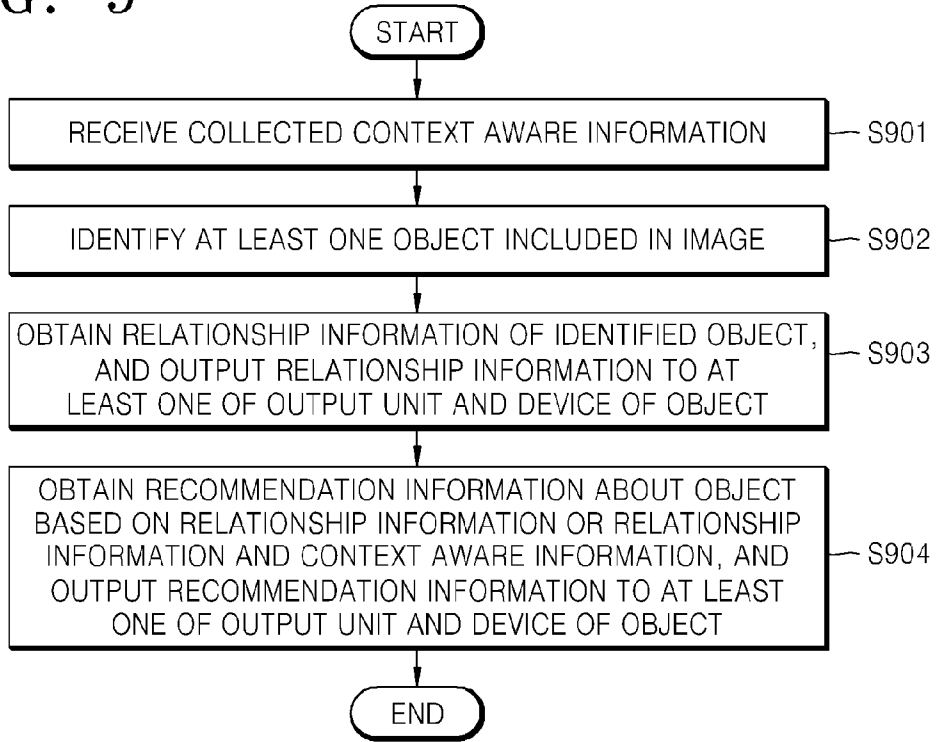 START
RECEIVE COLLECTED CONTEXT AWARE INFORMATION
S901
IDENTIFY AT LEAST ONE OBJECT INCLUDED IN IMAGE
S902
OBTAIN RELATIONSHIP INFORMATION OF IDENTIFIED OBJECT,
AND OUTPUT RELATIONSHIP INFORMATION TO AT
LEAST ONE OF OUTPUT UNIT AND DEVICE OF OBJECT
S903
OBTAIN RECOMMENDATION INFORMATION ABOUT OBJECT
BASED ON RELATIONSHIP INFORMATION OR RELATIONSHIP
INFORMATION AND CONTEXT AWARE INFORMATION, AND
OUTPUT RECOMMENDATION INFORMATION TO AT LEAST
ONE OF OUTPUT UNIT AND DEVICE OF OBJECT
S904
END